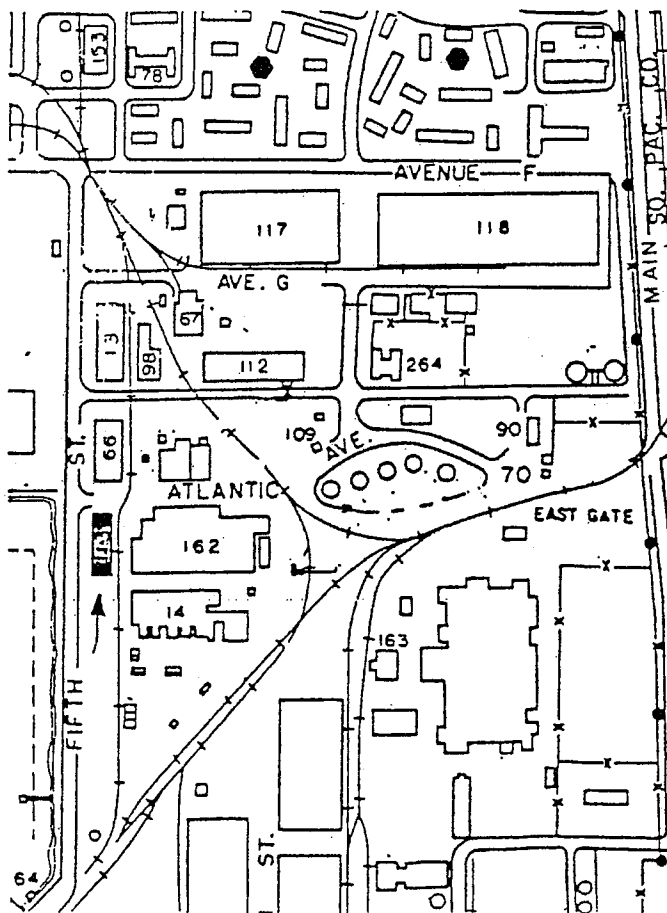 153
78
AVENUE F
MAIN SO. PAC. CO.
117
118
AVE. G
67
13
98
112
264
109
AVE.
90
66
ST.
ATLANTIC
70
EAST GATE
162
14
163
FIFTH
ST.
64